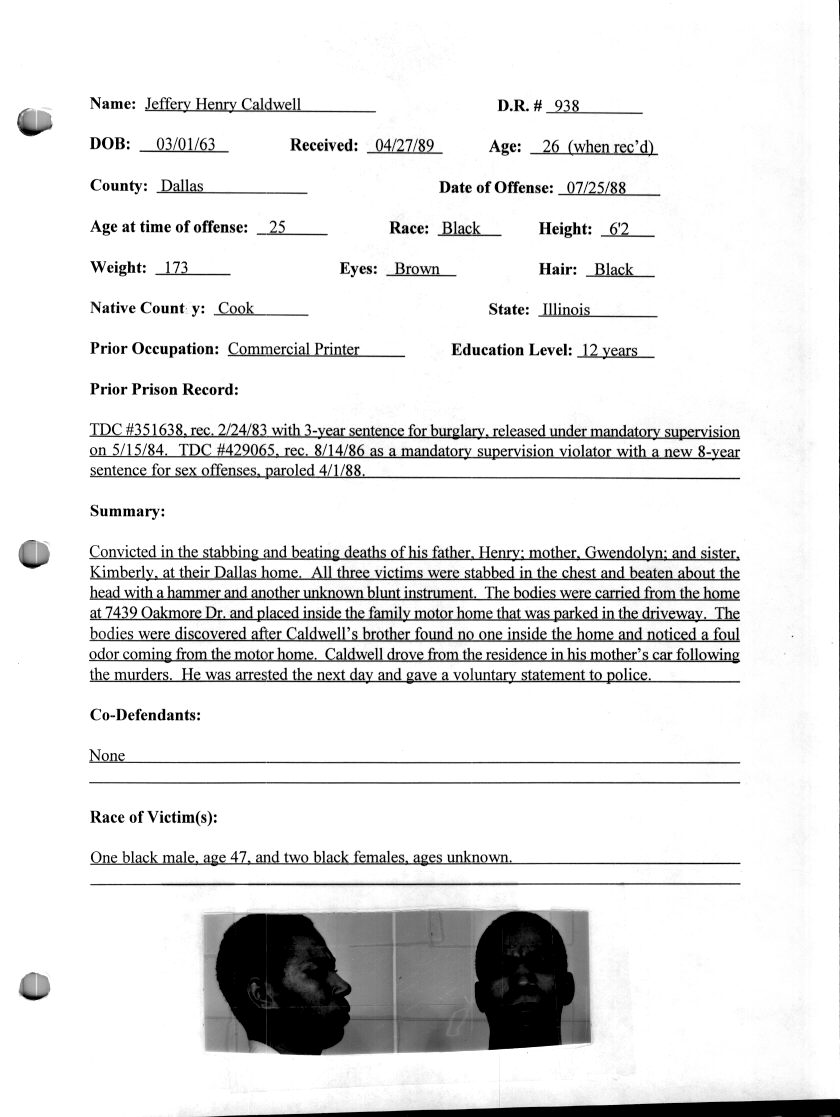 Name: Jeffery Henry Caldwell D.R. # 938
DOB: 03/01/63 Received: 04/27/89 Age: 26 (when rec'd)
County: Dallas Date of Offense: 07/25/88
Age at time of offense: 25 Race: Black Height: 6'2
Weight: 173 Eyes: Brown Hair: Black
Native Count y: Cook State: Illinois
Prior Occupation: Commercial Printer Education Level: 12 years
Prior Prison Record:
TDC #351638, rec. 2/24/83 with 3-year sentence for burglary, released under mandatory supervision
on 5/15/84. TDC #429065, rec. 8/14/86 as a mandatory supervision violator with a new 8-year
sentence for sex offenses, paroled 4/1/88.
Summary:
Convicted in the stabbing and beating deaths of his father, Henry; mother, Gwendolyn; and sister,
Kimberly, at their Dallas home. All three victims were stabbed in the chest and beaten about the
head with a hammer and another unknown blunt instrument. The bodies were carried from the home
at 7439 Oakmore Dr. and placed inside the family motor home that was parked in the driveway. The
bodies were discovered after Caldwell's brother found no one inside the home and noticed a foul
odor coming from the motor home. Caldwell drove from the residence in his mother's car following
the murders. He was arrested the next day and gave a voluntary statement to police.
Co-Defendants:
None
Race of Victim(s):
One black male, age 47, and two black females, ages unknown.